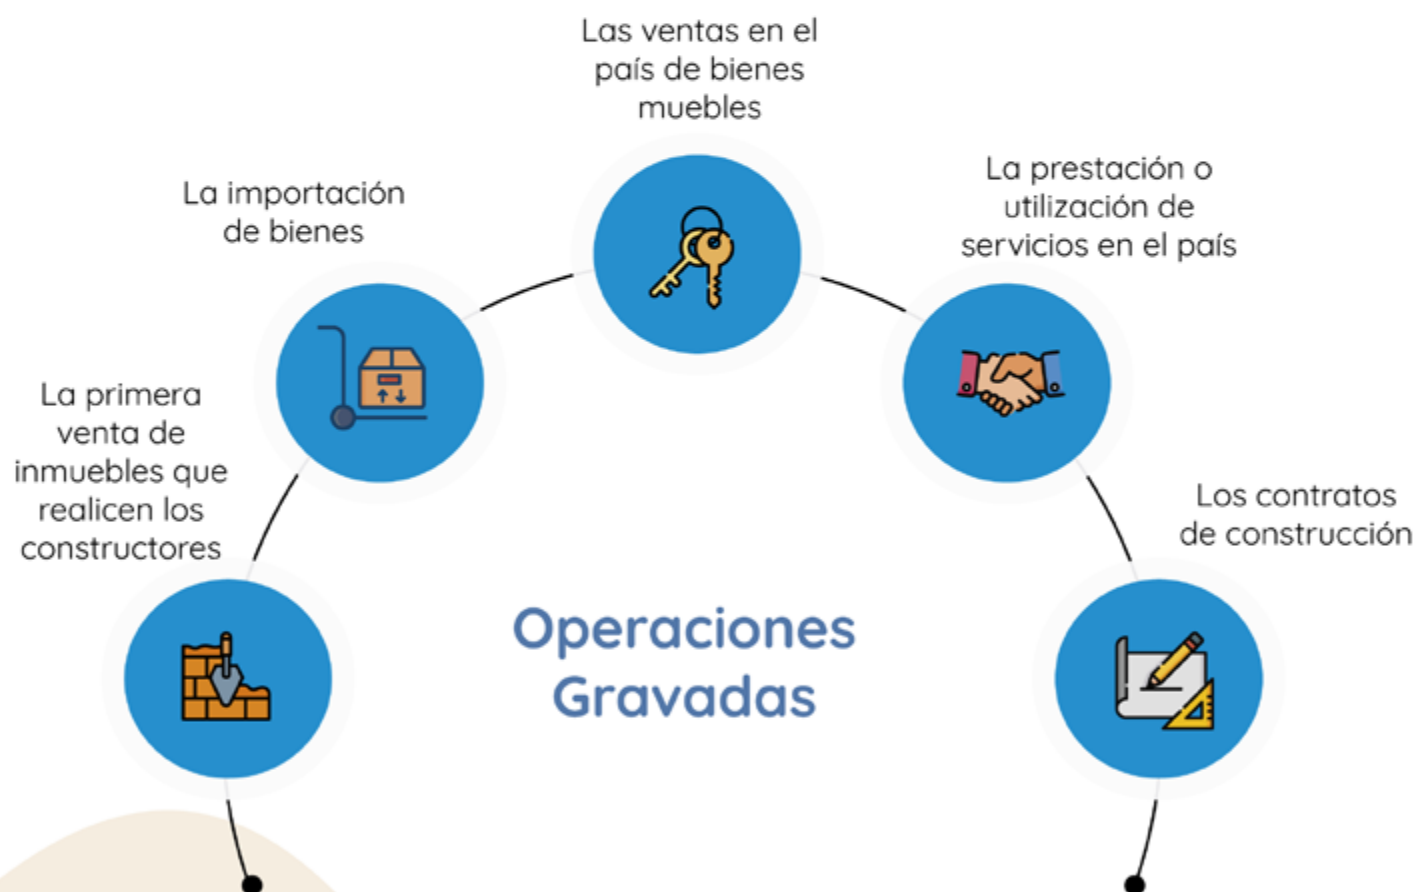 Las ventas en el
país de bienes
muebles
La importación
de bienes
La prestación o
utilización de
servicios en el país
La primera
venta de
inmuebles que
realicen los
constructores
Los contratos
de construcción
Operaciones
Gravadas